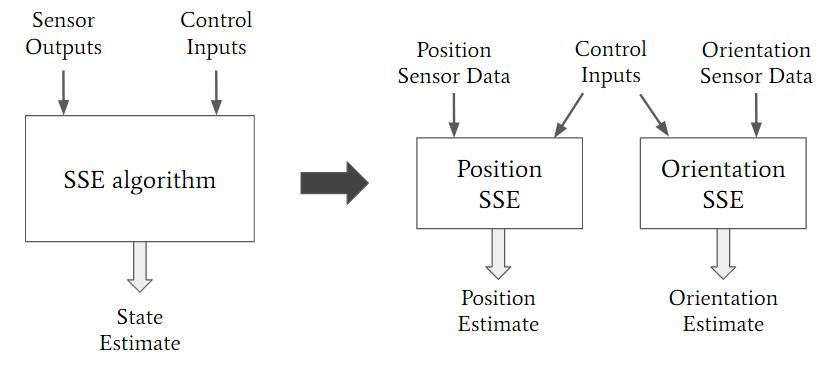 Sensor
Outputs
Control
Inputs
SSE algorithm
State
Estimate
Position
Sensor Data
Control
Inputs
Orientation
Sensor Data
Position
SSE
Orientation
SSE
Position
Estimate
Orientation
Estimate